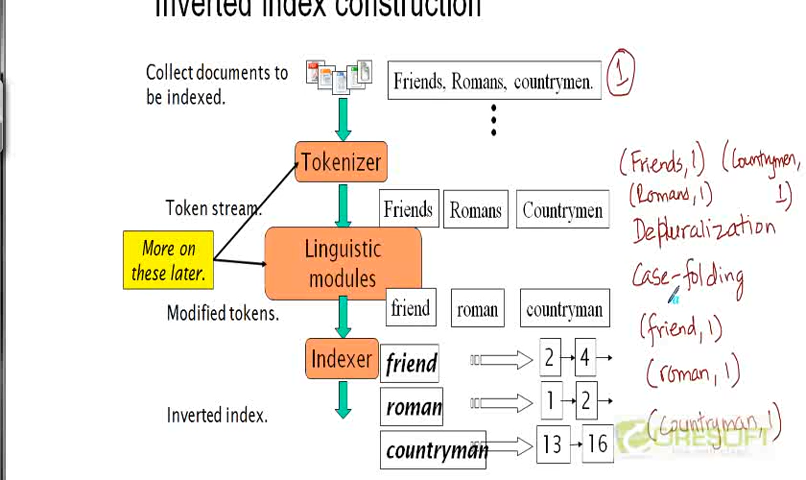 Inverted index construction
Collect documents to
be indexed.
Friends, Romans, countrymen.
1
Tokenizer
(Friends, 1) (Countrymen,
(Romans, 1) 1)
Token stream.
Friends Romans Countrymen
Depluralization
More on
these later.
Linguistic
modules
Case-folding
Modified tokens.
friend roman countryman
(friend, 1)
Indexer
friend 2 4
(roman, 1)
roman 1 2
Inverted index.
(countryman, 1)
countryman 13 16